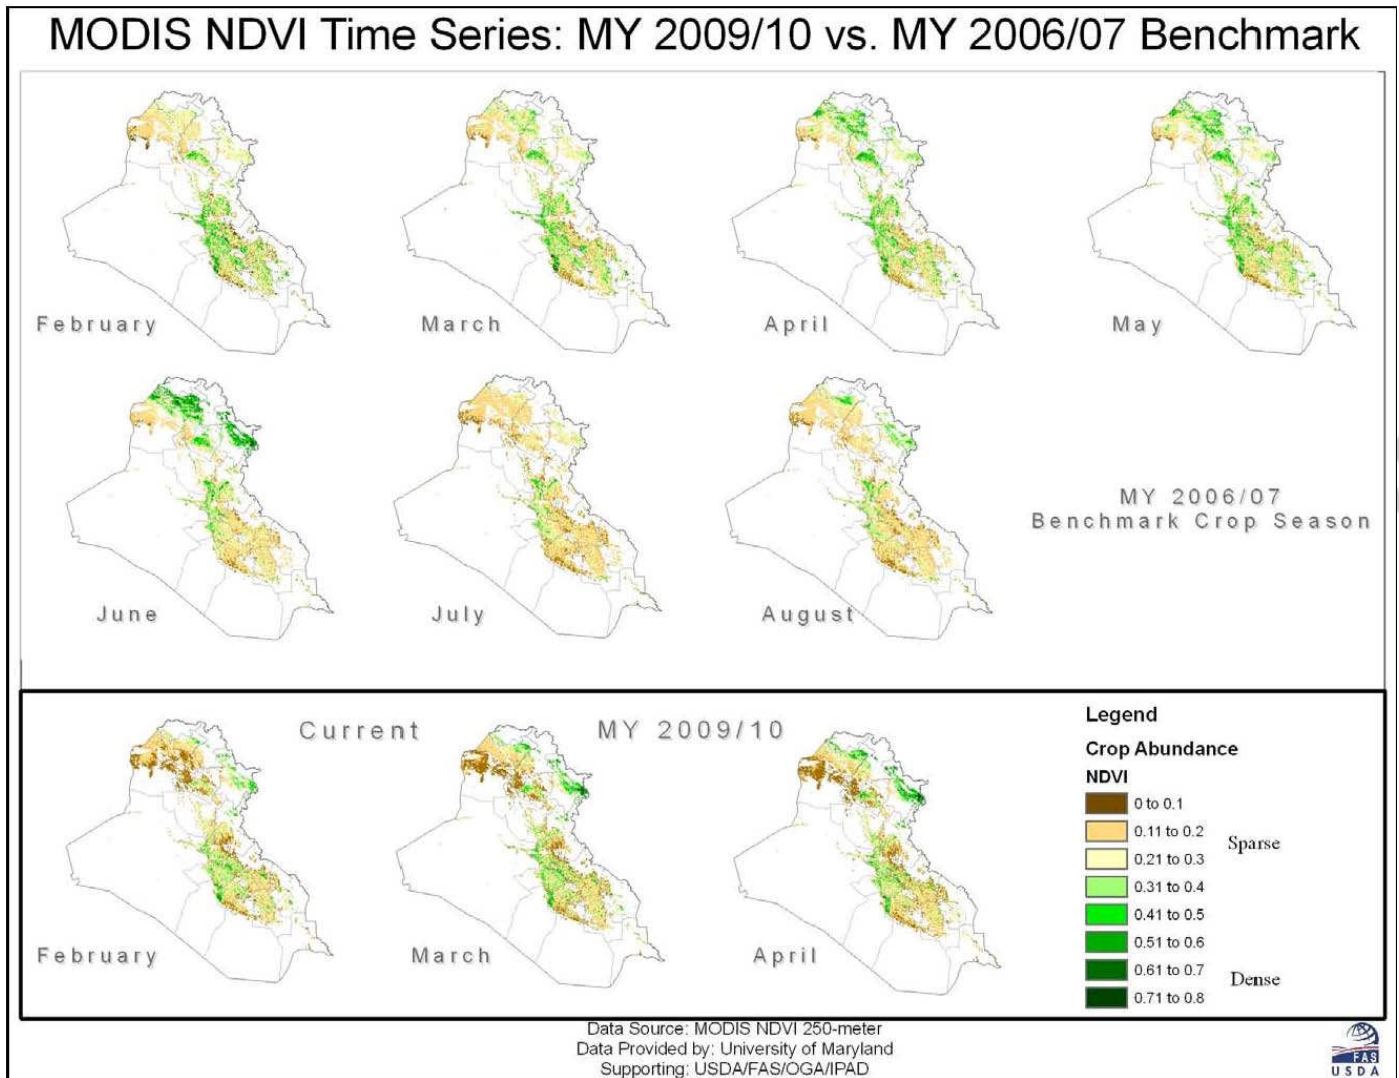 MODIS NDVI Time Series: MY 2009/10 vs. MY 2006/07 Benchmark
February
March
April
May
June
July
August
MY 2006/07
Benchmark Crop Season
Current MY 2009/10
February
March
April
Legend
Crop Abundance
NDVI
0 to 0.1
0.11 to 0.2
Sparse
0.21 to 0.3
0.31 to 0.4
0.41 to 0.5
0.51 to 0.6
0.61 to 0.7
Dense
0.71 to 0.8
Data Source: MODIS NDVI 250-meter
Data Provided by: University of Maryland
Supporting: USDA/FAS/OGA/IPAD
FAS
USDA